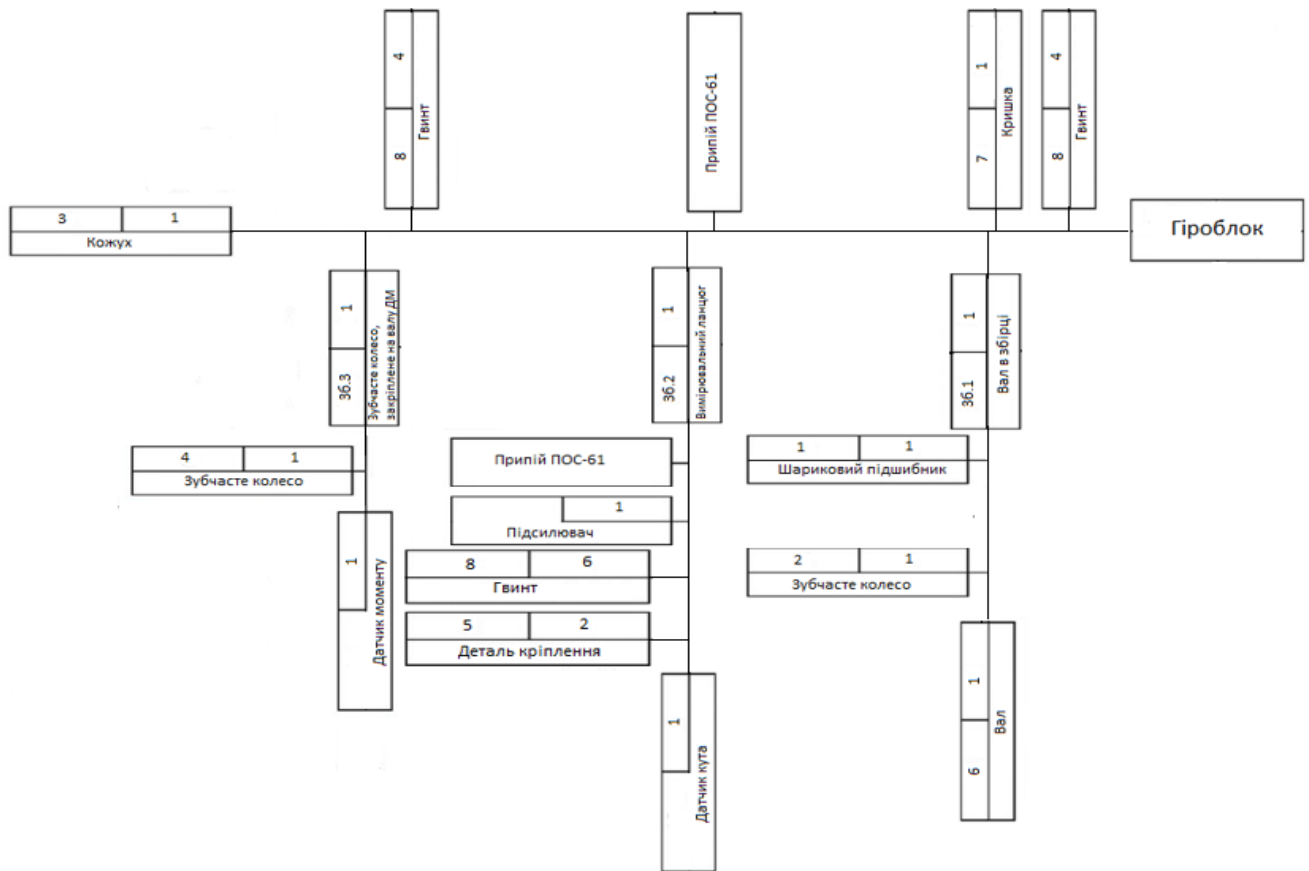 4
8
Гвинт
Припій ПОС-61
1
7
Кришка
4
8
Гвинт
3 1
Кожух
Гіроблок
1
Зб.3
Зубчасте колесо,
закріплене на валу ДМ
1
Зб.2
Вимірювальний ланцюг
1
Зб.1
Вал в збірці
4 1
Зубчасте колесо
Припій ПОС-61
1
Підсилювач
8 6
Гвинт
5 2
Деталь кріплення
1 1
Шариковий підшибник
2 1
Зубчасте колесо
1
Датчик моменту
1
Датчик кута
1
6
Вал